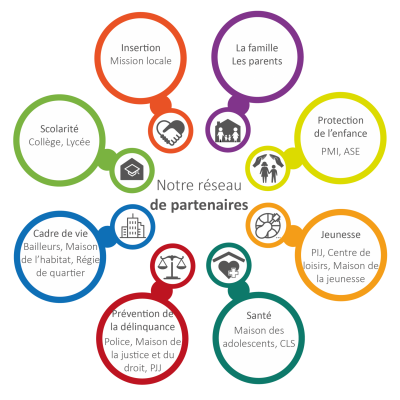 Insertion
Mission locale
La famille
Les parents
Protection
de l'enfance
PMI, ASE
Scolarité
Collège, Lycée
Notre réseau
de partenaires
Cadre de vie
Bailleurs, Maison
de l'habitat, Régie
de quartier
Jeunesse
PIJ, Centre de
loisirs, Maison de
la jeunesse
Prévention de
la délinquance
Police, Maison de
la justice et du
droit, PJJ
Santé
Maison des
adolescents, CLS